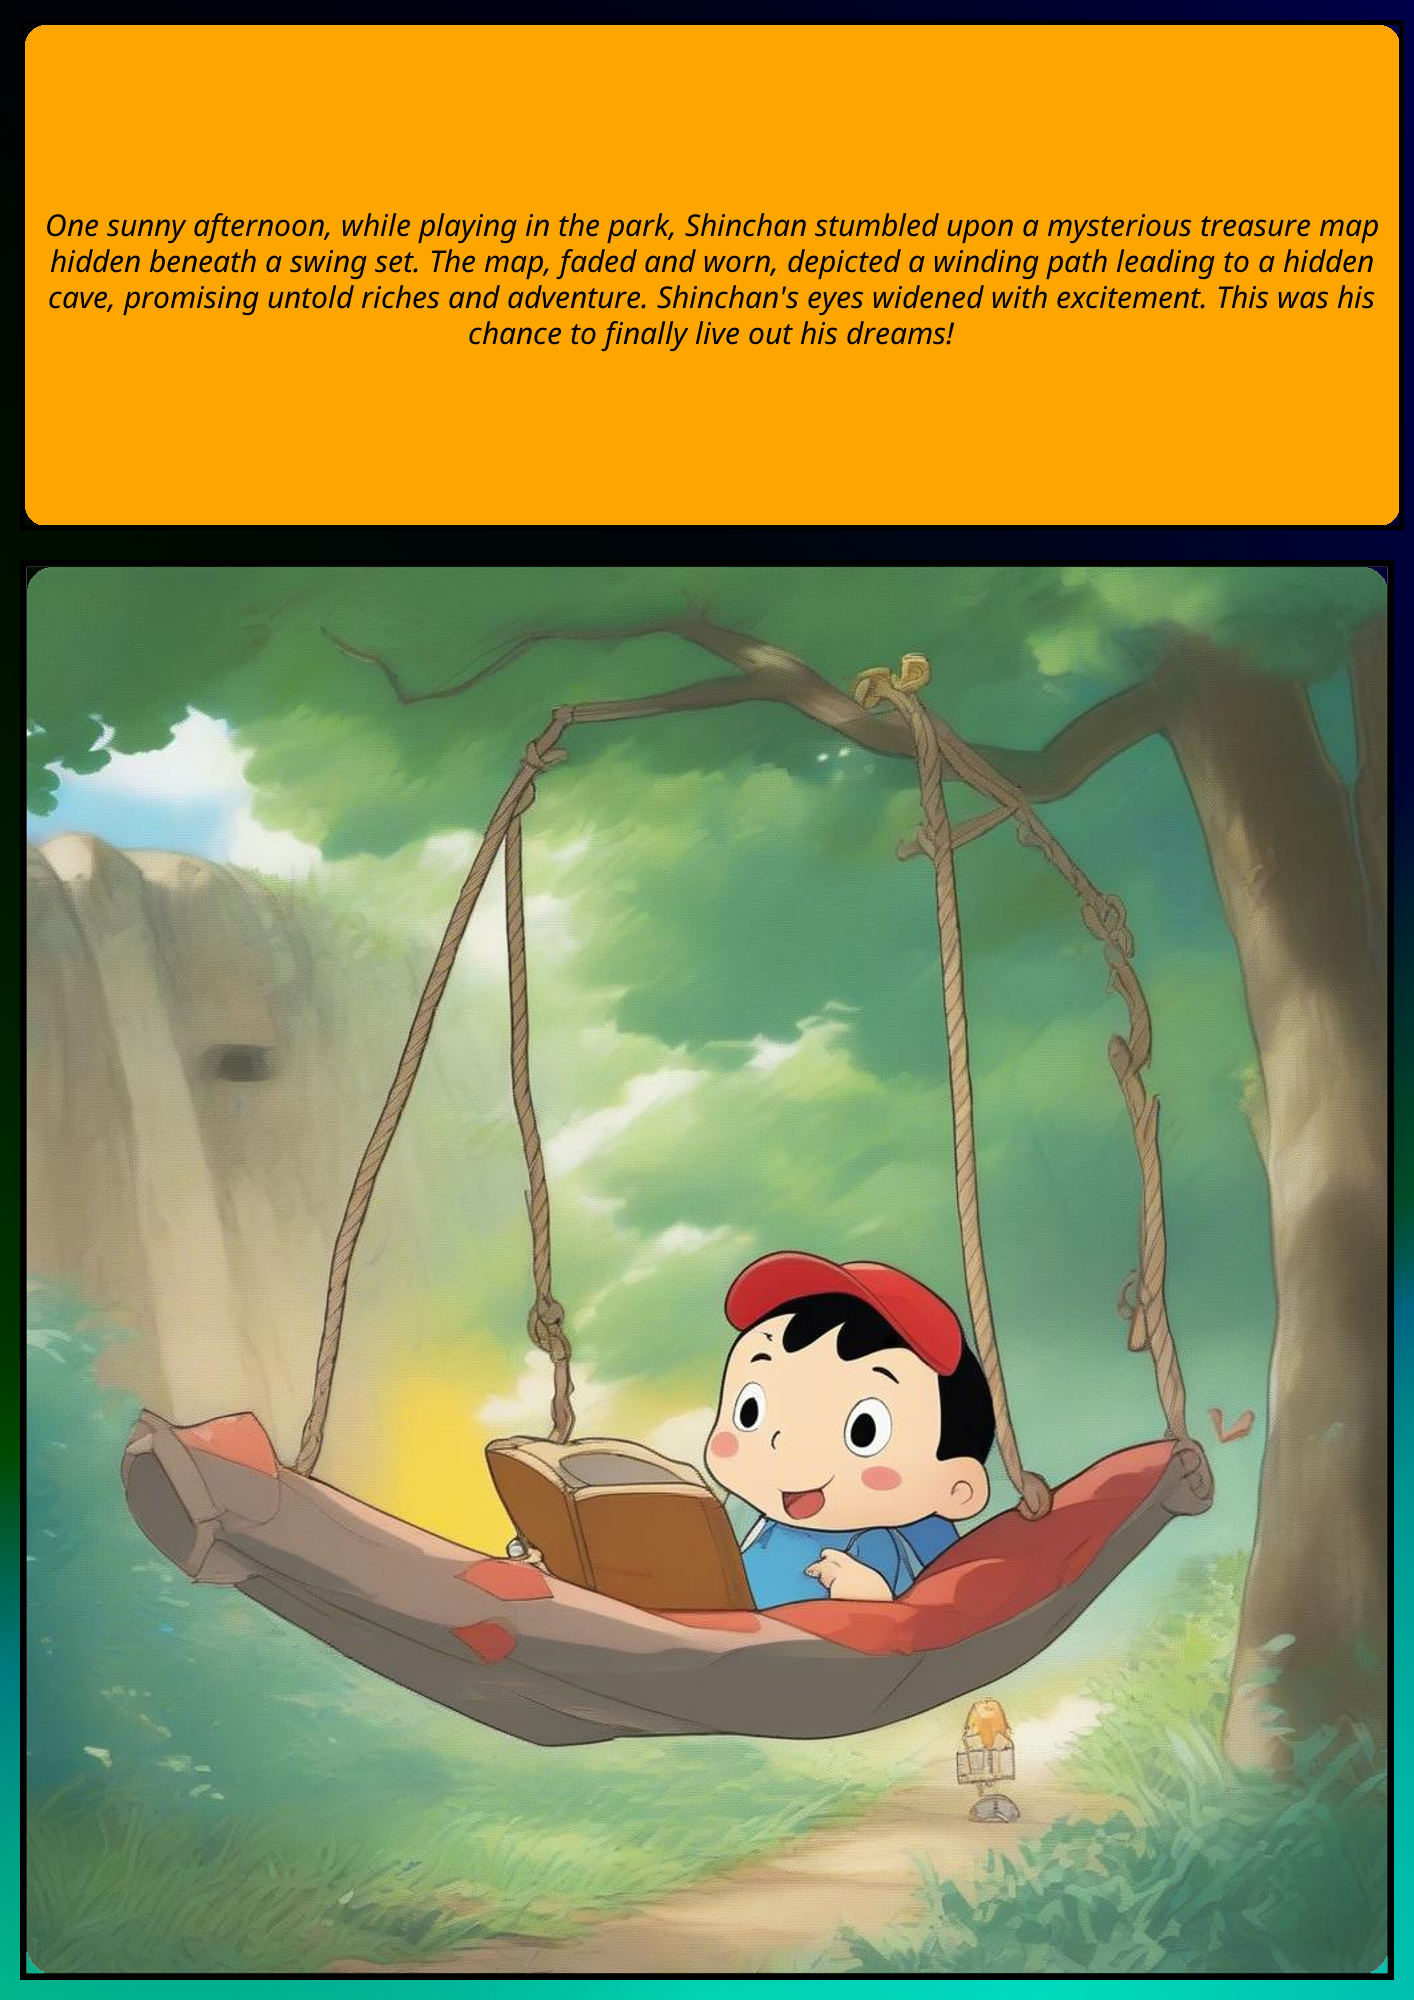 One sunny afternoon, while playing in the park, Shinchan stumbled upon a mysterious treasure map
hidden beneath a swing set. The map, faded and worn, depicted a winding path leading to a hidden
cave, promising untold riches and adventure. Shinchan's eyes widened with excitement. This was his
chance to finally live out his dreams!